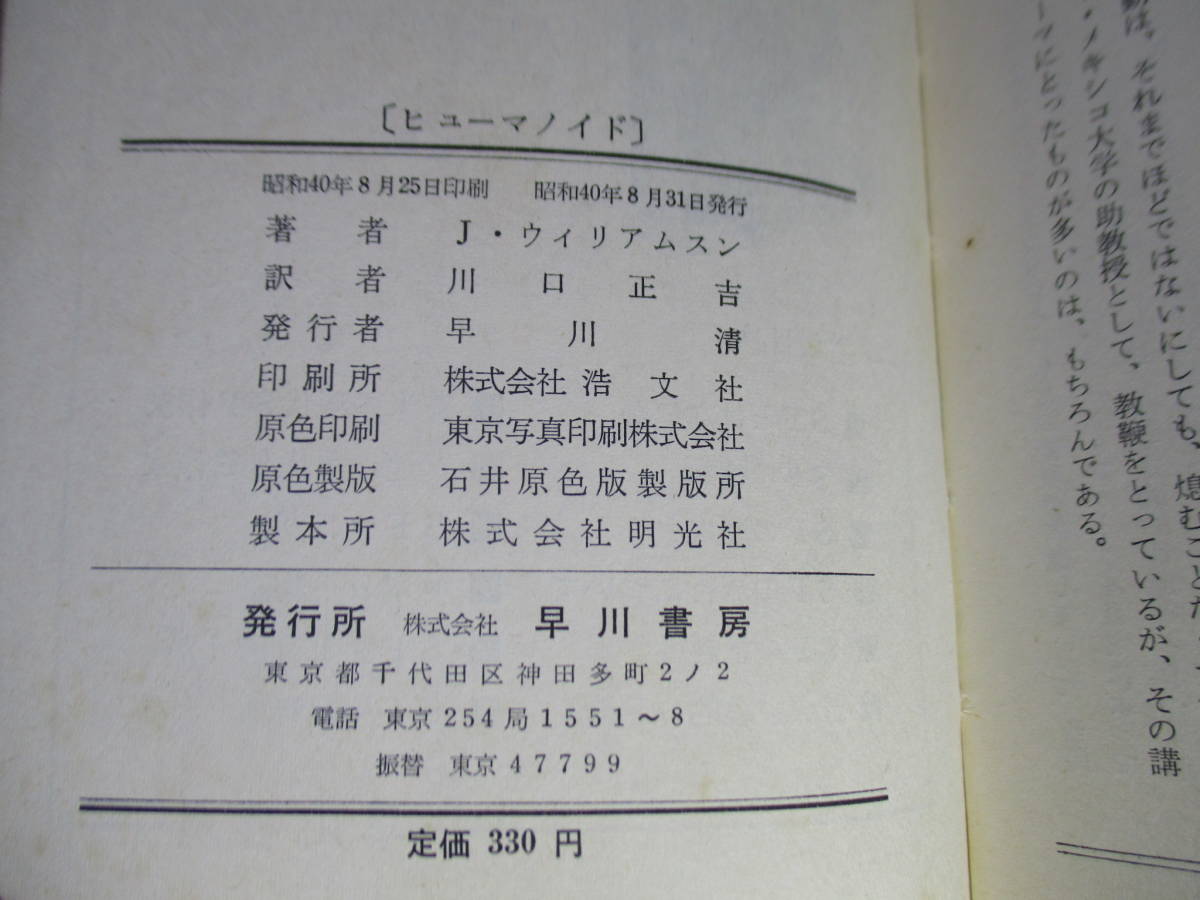 〔ヒューマノイド〕
昭和40年8月25日印刷　昭和40年8月31日発行
著者　J・ウィリアムスン
訳者　川口正吉
発行者　早川清
印刷所　株式会社浩文社
原色印刷　東京写真印刷株式会社
原色製版　石井原色版製版所
製本所　株式会社明光社
発行所　株式会社　早川書房
東京都千代田区神田多町2ノ2
電話　東京254局1551～8
振替　東京47799
定価 330 円
は、それまでほどではないにしても、熄むこと
・メキシコ大学の助教授として、教鞭をとっているが、その講
ーマにとったものが多いのは、もちろんである。